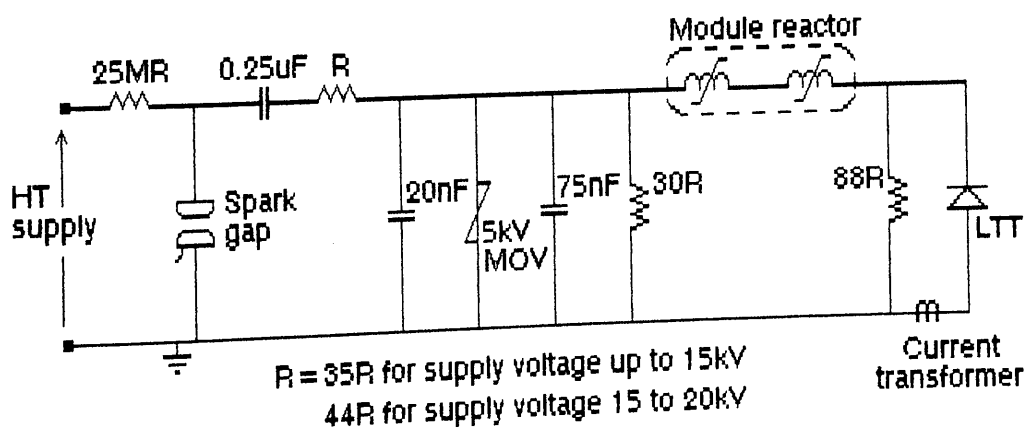 Module reactor
25MR
0.25uF
R
HT
supply
Spark
gap
20nF
5kV
MOV
75nF
30R
88R
LTT
Current
transformer
R = 35R for supply voltage up to 15kV
44R for supply voltage 15 to 20kV